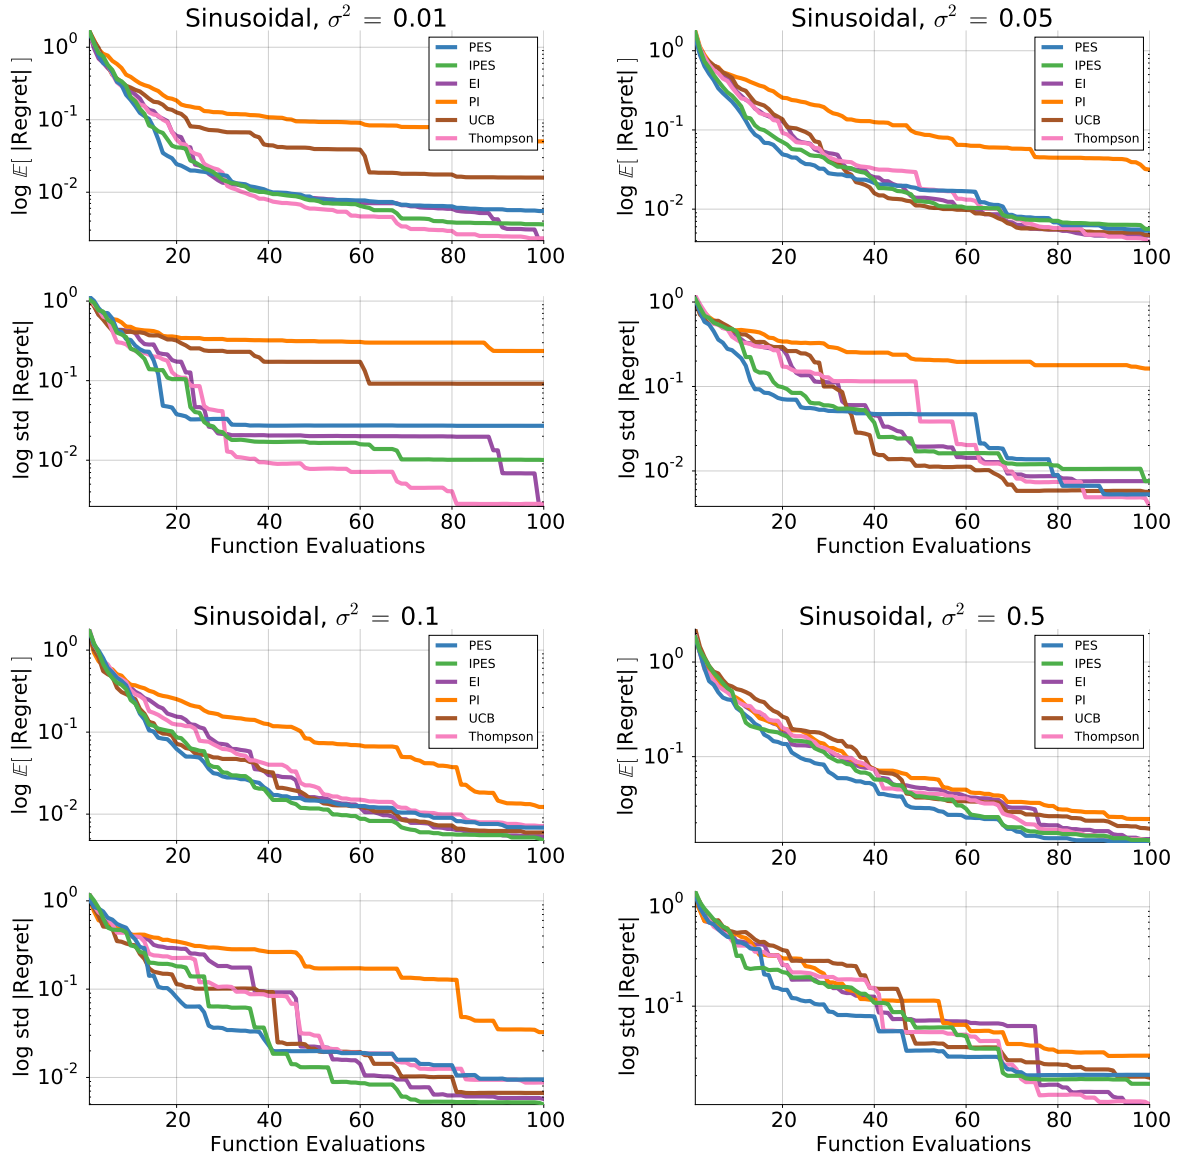 Sinusoidal, σ² = 0.01
log 𝔼[ |Regret| ]
10⁰
10⁻¹
10⁻²
PES
IPES
EI
PI
UCB
Thompson
20 40 60 80 100
log std |Regret|
10⁰
10⁻¹
10⁻²
20 40 60 80 100
Function Evaluations
Sinusoidal, σ² = 0.05
log 𝔼[ |Regret| ]
10⁰
10⁻¹
10⁻²
PES
IPES
EI
PI
UCB
Thompson
20 40 60 80 100
log std |Regret|
10⁰
10⁻¹
10⁻²
20 40 60 80 100
Function Evaluations
Sinusoidal, σ² = 0.1
log 𝔼[ |Regret| ]
10⁰
10⁻¹
10⁻²
PES
IPES
EI
PI
UCB
Thompson
20 40 60 80 100
log std |Regret|
10⁰
10⁻¹
10⁻²
20 40 60 80 100
Function Evaluations
Sinusoidal, σ² = 0.5
log 𝔼[ |Regret| ]
10⁰
10⁻¹
PES
IPES
EI
PI
UCB
Thompson
20 40 60 80 100
log std |Regret|
10⁰
10⁻¹
20 40 60 80 100
Function Evaluations